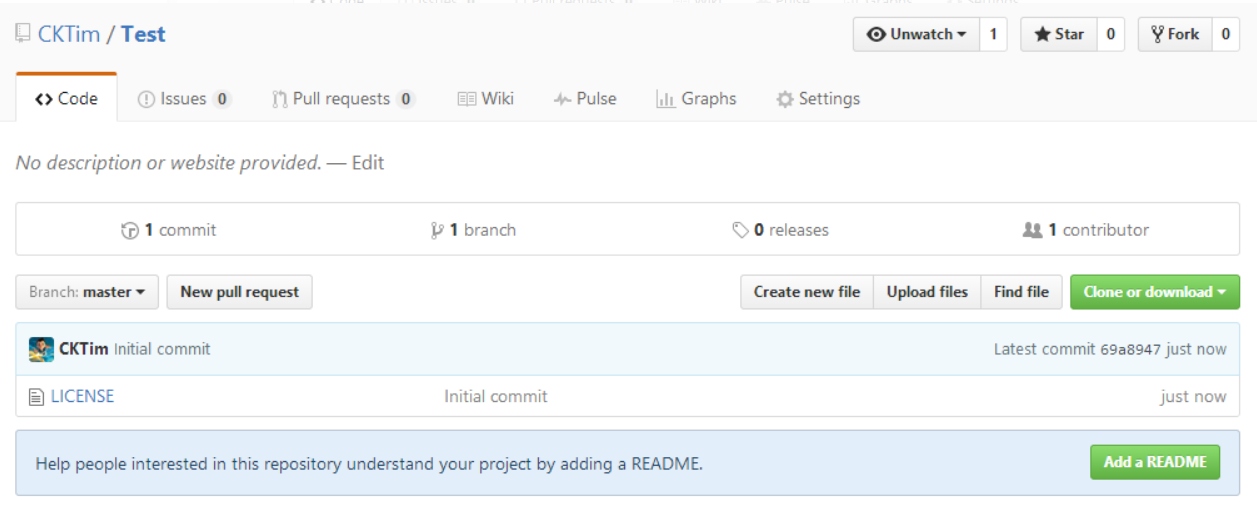 CKTim / Test Unwatch 1 Star 0 Fork 0
Code Issues 0 Pull requests 0 Wiki Pulse Graphs Settings
No description or website provided. — Edit
1 commit 1 branch 0 releases 1 contributor
Branch: master New pull request Create new file Upload files Find file Clone or download
CKTim Initial commit Latest commit 69a8947 just now
LICENSE Initial commit just now
Help people interested in this repository understand your project by adding a README. Add a README